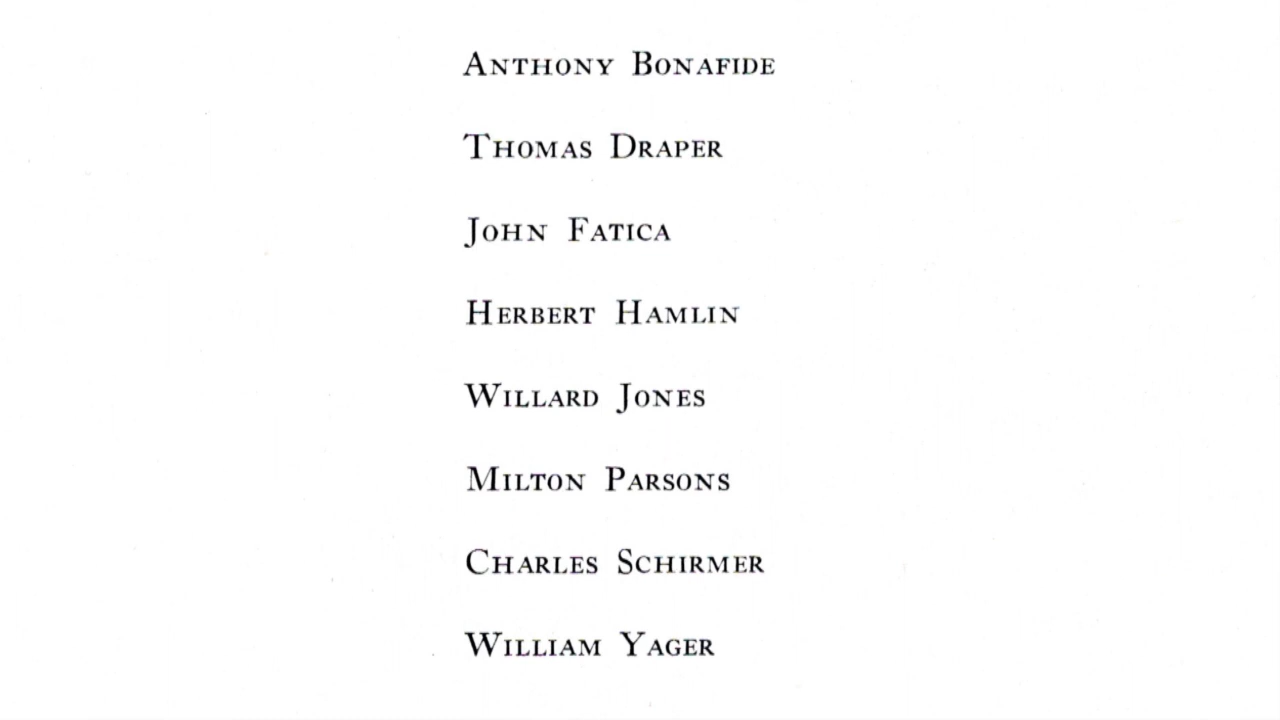 Anthony Bonafide
Thomas Draper
John Fatica
Herbert Hamlin
Willard Jones
Milton Parsons
Charles Schirmer
William Yager